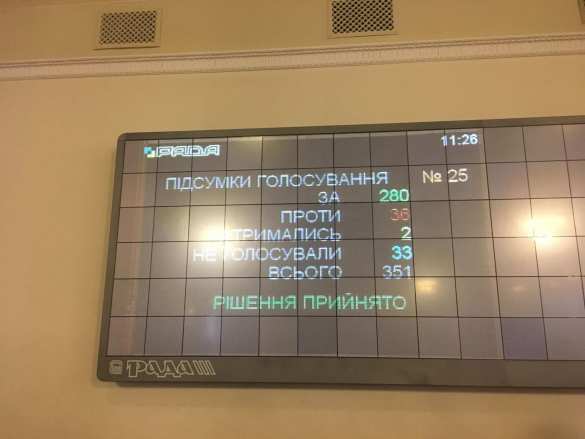 РАДА
11:26
ПІДСУМКИ ГОЛОСУВАННЯ № 25
ЗА 280
ПРОТИ 36
УТРИМАЛИСЬ 2
НЕ ГОЛОСУВАЛИ 33
ВСЬОГО 351
РІШЕННЯ ПРИЙНЯТО
РАДА